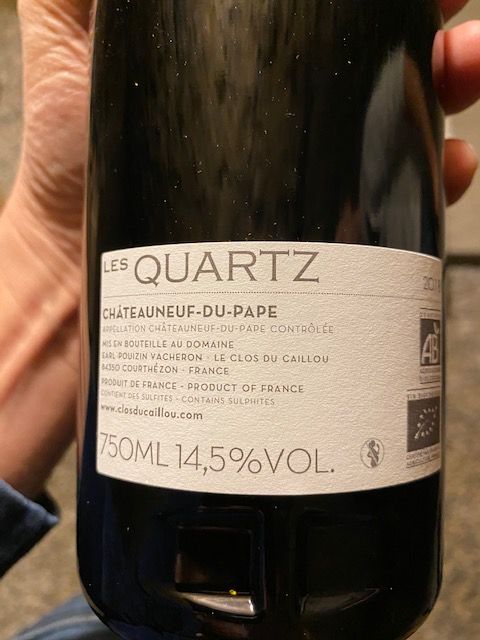 LES QUARTZ
CHÂTEAUNEUF-DU-PAPE
APPELLATION CHÂTEAUNEUF-DU-PAPE CONTRÔLÉE
MIS EN BOUTEILLE AU DOMAINE
EARL POUIZIN VACHERON - LE CLOS DU CAILLOU
84350 COURTHÉZON - FRANCE
PRODUIT DE FRANCE - PRODUCT OF FRANCE
CONTIENT DES SULFITES - CONTAINS SULPHITES
www.closducaillou.com
750ML 14,5%VOL.
AB